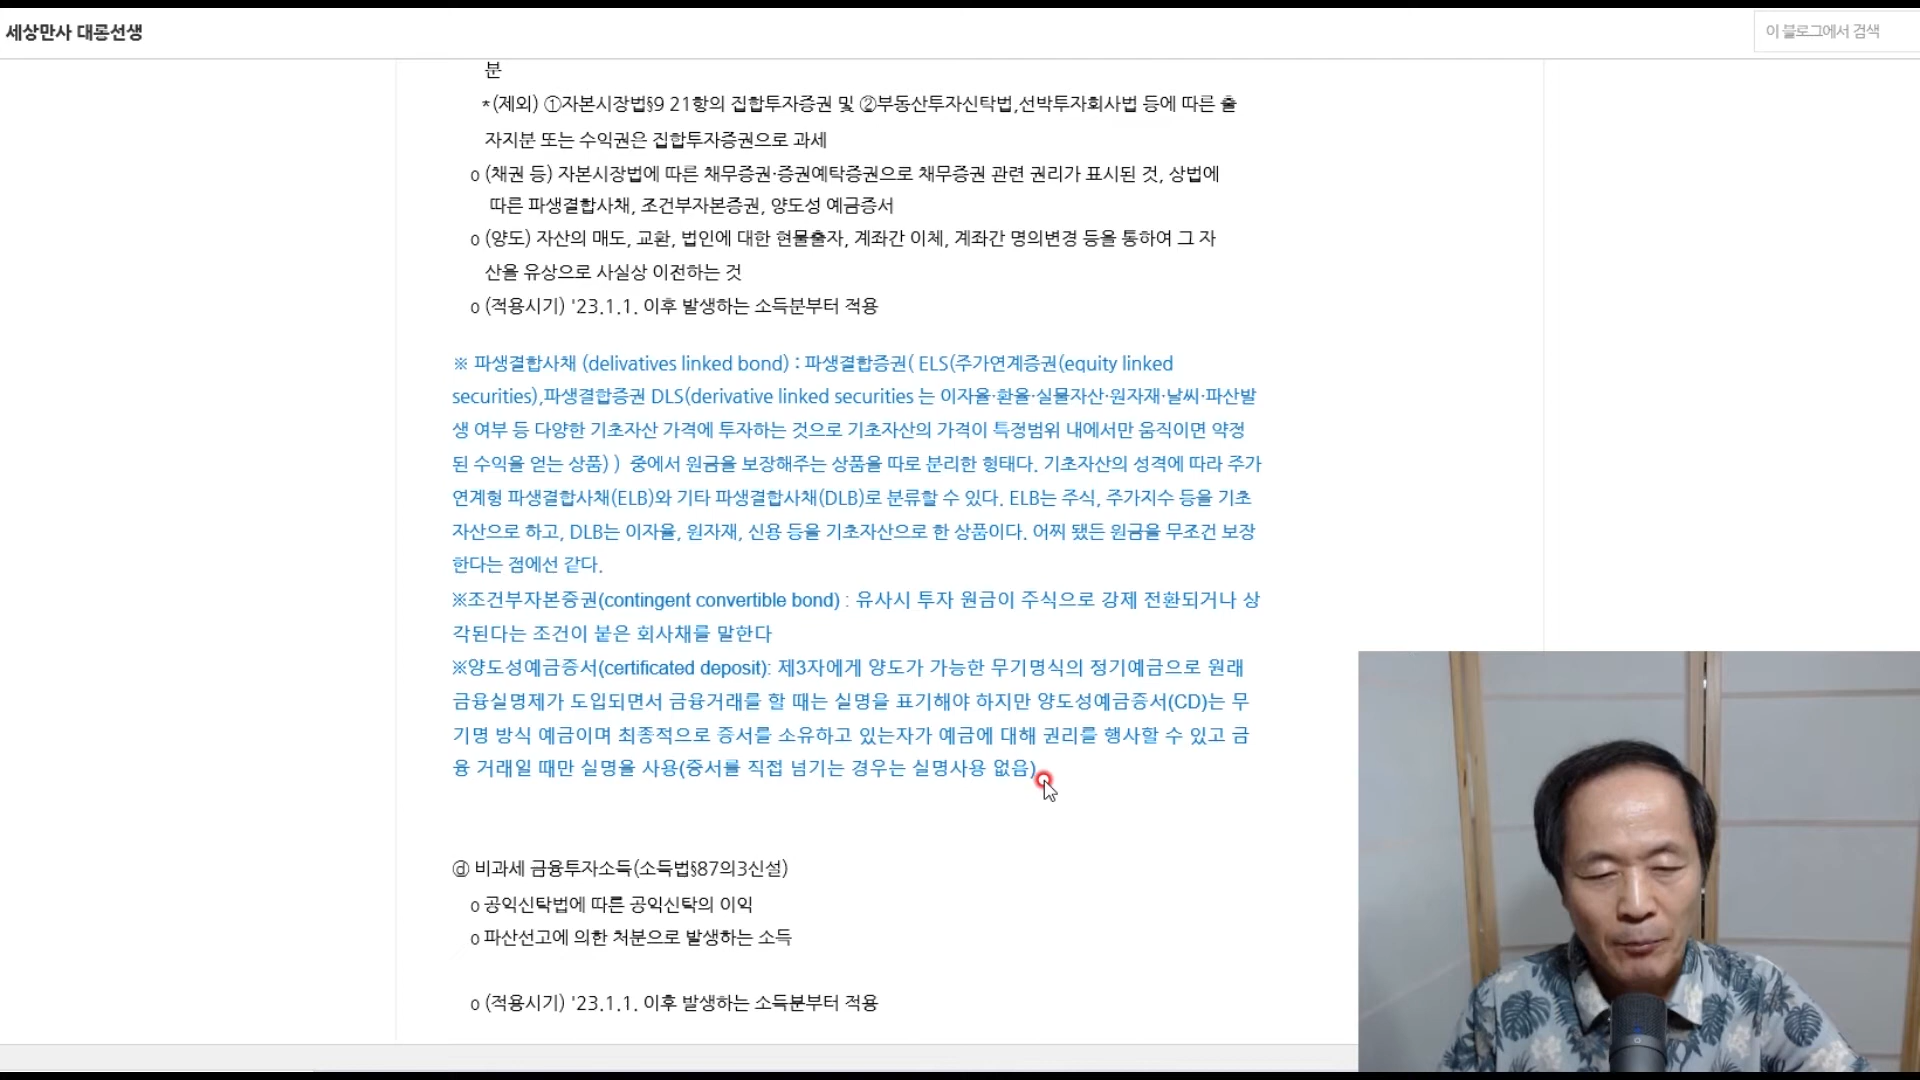 세상만사 대롱선생
이 블로그에서 검색
분
*(제외) ①자본시장법§9 21항의 집합투자증권 및 ②부동산투자신탁법,선박투자회사법 등에 따른 출
자지분 또는 수익권은 집합투자증권으로 과세
o (채권 등) 자본시장법에 따른 채무증권·증권예탁증권으로 채무증권 관련 권리가 표시된 것, 상법에
따른 파생결합사채, 조건부자본증권, 양도성 예금증서
o (양도) 자산의 매도, 교환, 법인에 대한 현물출자, 계좌간 이체, 계좌간 명의변경 등을 통하여 그 자
산을 유상으로 사실상 이전하는 것
o (적용시기) '23.1.1. 이후 발생하는 소득분부터 적용
※ 파생결합사채 (delivatives linked bond) : 파생결합증권( ELS(주가연계증권(equity linked
securities),파생결합증권 DLS(derivative linked securities 는 이자율·환율·실물자산·원자재·날씨·파산발
생 여부 등 다양한 기초자산 가격에 투자하는 것으로 기초자산의 가격이 특정범위 내에서만 움직이면 약정
된 수익을 얻는 상품) ) 중에서 원금을 보장해주는 상품을 따로 분리한 형태다. 기초자산의 성격에 따라 주가
연계형 파생결합사채(ELB)와 기타 파생결합사채(DLB)로 분류할 수 있다. ELB는 주식, 주가지수 등을 기초
자산으로 하고, DLB는 이자율, 원자재, 신용 등을 기초자산으로 한 상품이다. 어찌 됐든 원금을 무조건 보장
한다는 점에선 같다.
※조건부자본증권(contingent convertible bond) : 유사시 투자 원금이 주식으로 강제 전환되거나 상
각된다는 조건이 붙은 회사채를 말한다
※양도성예금증서(certificated deposit): 제3자에게 양도가 가능한 무기명식의 정기예금으로 원래
금융실명제가 도입되면서 금융거래를 할 때는 실명을 표기해야 하지만 양도성예금증서(CD)는 무
기명 방식 예금이며 최종적으로 증서를 소유하고 있는자가 예금에 대해 권리를 행사할 수 있고 금
융 거래일 때만 실명을 사용(중서를 직접 넘기는 경우는 실명사용 없음)
ⓓ 비과세 금융투자소득(소득법§87의3신설)
o 공익신탁법에 따른 공익신탁의 이익
o 파산선고에 의한 처분으로 발생하는 소득
o (적용시기) '23.1.1. 이후 발생하는 소득분부터 적용